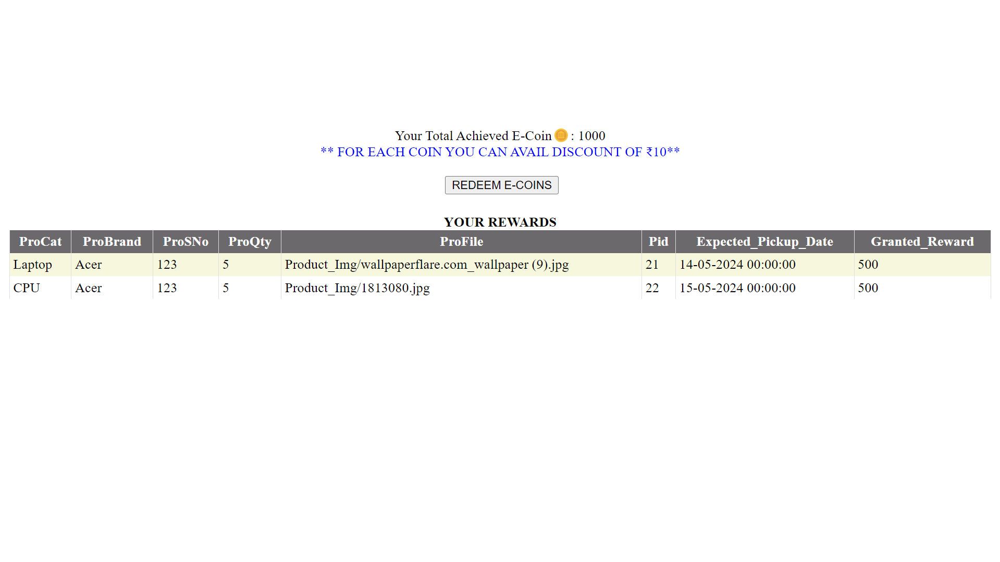 Your Total Achieved E-Coin : 1000
** FOR EACH COIN YOU CAN AVAIL DISCOUNT OF ₹10**
REDEEM E-COINS
YOUR REWARDS
ProCat ProBrand ProSNo ProQty ProFile Pid Expected_Pickup_Date Granted_Reward
Laptop Acer 123 5 Product_Img/wallpaperflare.com_wallpaper (9).jpg 21 14-05-2024 00:00:00 500
CPU Acer 123 5 Product_Img/1813080.jpg 22 15-05-2024 00:00:00 500